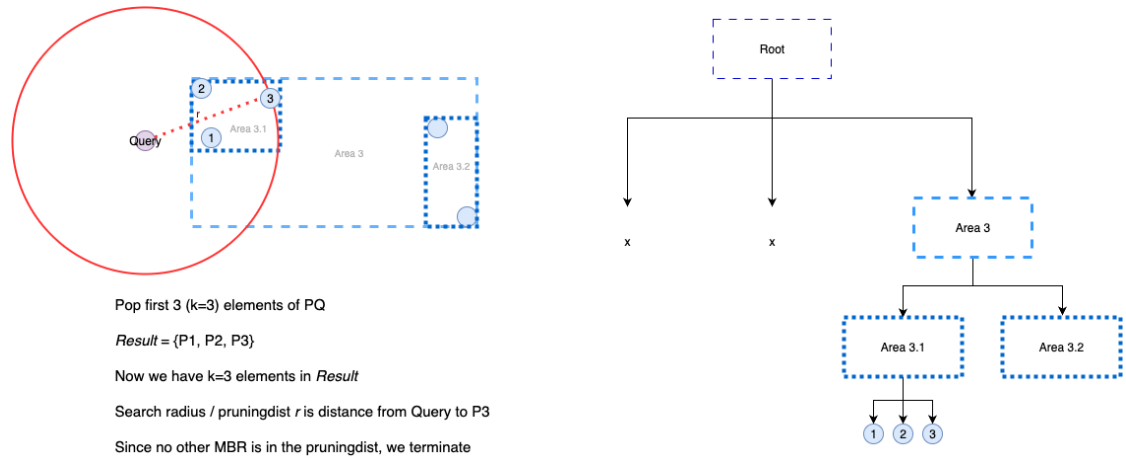 2
3
r
Query
1
Area 3.1
Area 3
Area 3.2
Pop first 3 (k=3) elements of PQ
Result = {P1, P2, P3}
Now we have k=3 elements in Result
Search radius / pruningdist r is distance from Query to P3
Since no other MBR is in the pruningdist, we terminate
Root
x
x
Area 3
Area 3.1
Area 3.2
1
2
3